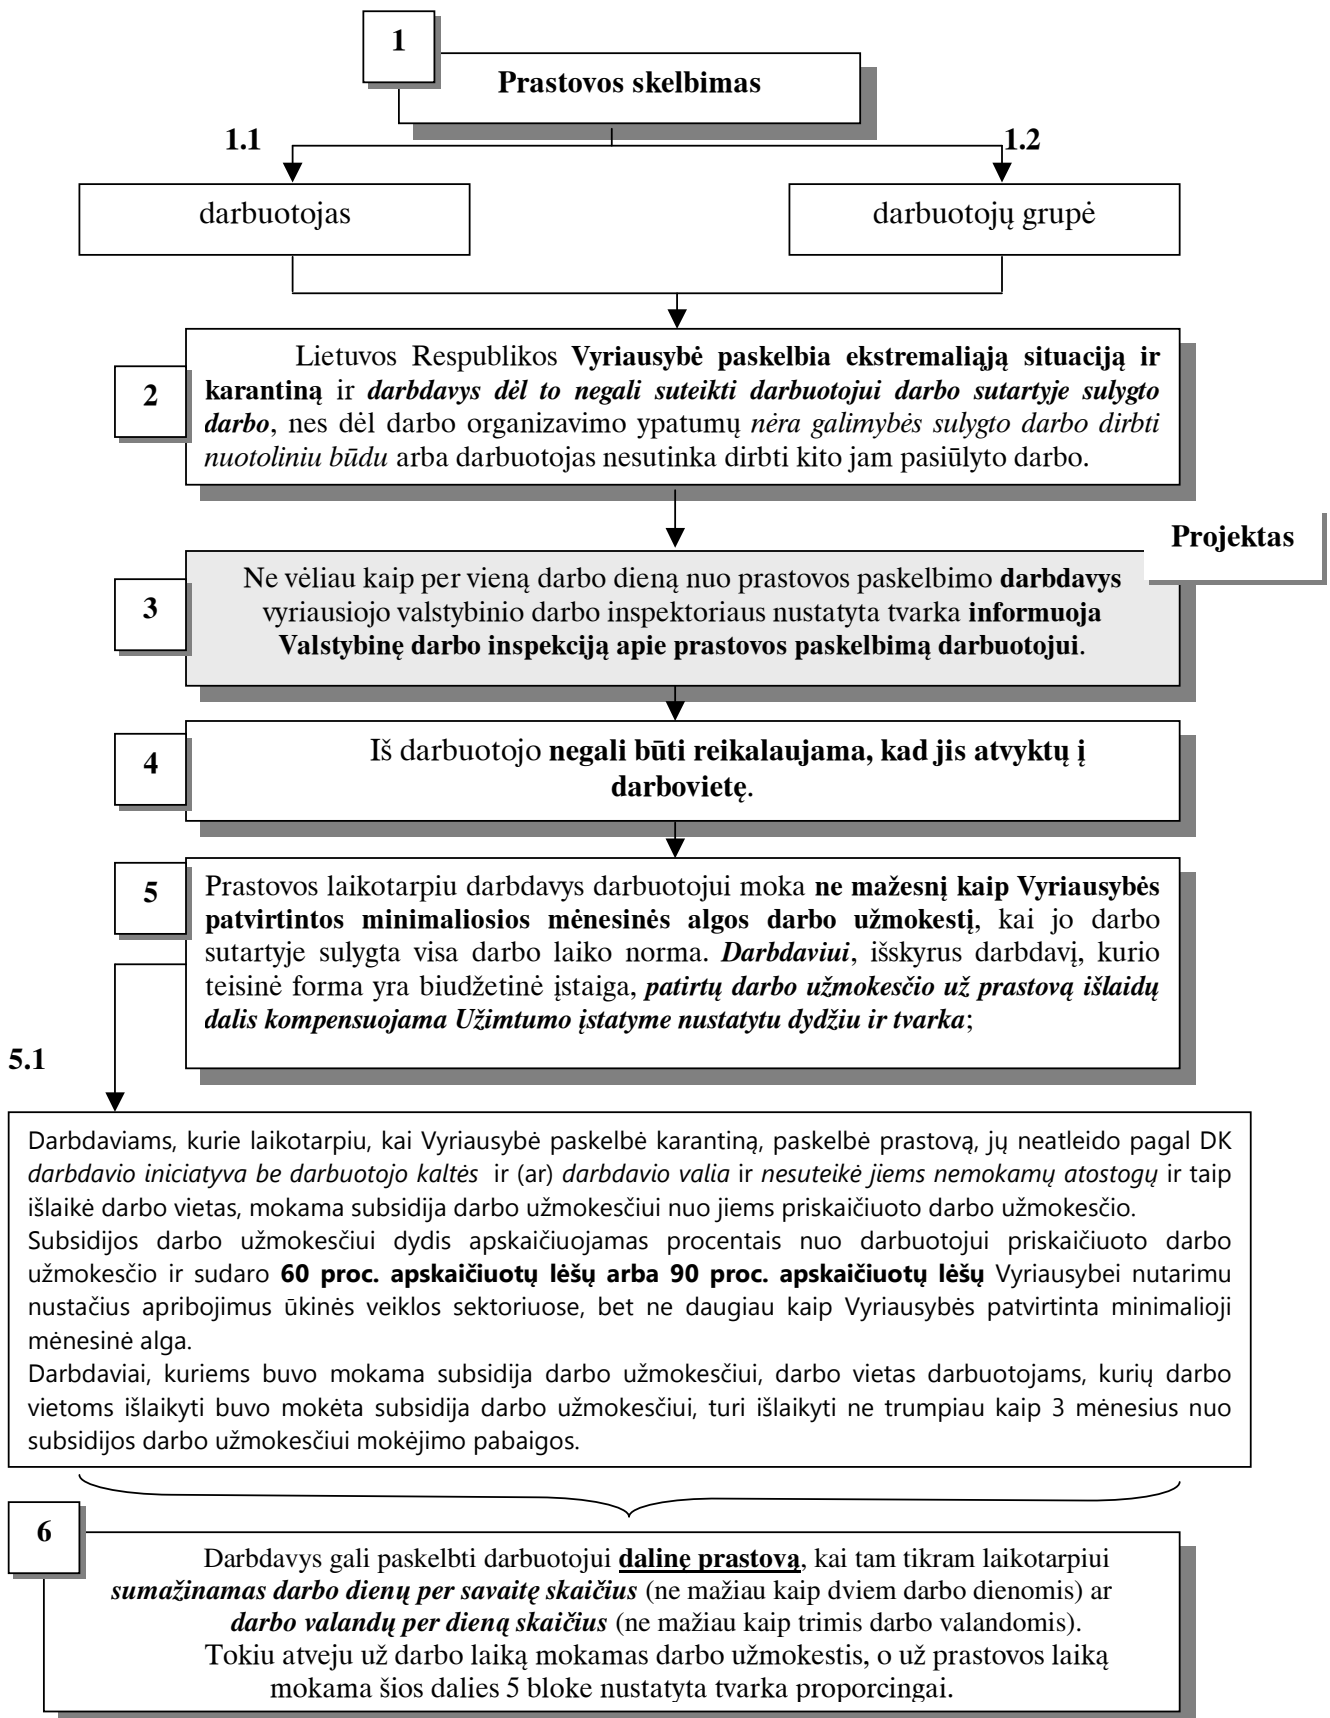 1
Prastovos skelbimas
1.1
1.2
darbuotojas
darbuotojų grupė
2
Lietuvos Respublikos Vyriausybė paskelbia ekstremaliąją situaciją ir
karantiną ir darbdavys dėl to negali suteikti darbuotojui darbo sutartyje sulygto
darbo, nes dėl darbo organizavimo ypatumų nėra galimybės sulygto darbo dirbti
nuotoliniu būdu arba darbuotojas nesutinka dirbti kito jam pasiūlyto darbo.
Projektas
3
Ne vėliau kaip per vieną darbo dieną nuo prastovos paskelbimo darbdavys
vyriausiojo valstybinio darbo inspektoriaus nustatyta tvarka informuoja
Valstybinę darbo inspekciją apie prastovos paskelbimą darbuotojui.
4
Iš darbuotojo negali būti reikalaujama, kad jis atvyktų į
darbovietę.
5
Prastovos laikotarpiu darbdavys darbuotojui moka ne mažesnį kaip Vyriausybės
patvirtintos minimaliosios mėnesinės algos darbo užmokestį, kai jo darbo
sutartyje sulygta visa darbo laiko norma. Darbdaviui, išskyrus darbdavį, kurio
teisinė forma yra biudžetinė įstaiga, patirtų darbo užmokesčio už prastovą išlaidų
dalis kompensuojama Užimtumo įstatyme nustatytu dydžiu ir tvarka;
5.1
Darbdaviams, kurie laikotarpiu, kai Vyriausybė paskelbė karantiną, paskelbė prastovą, jų neatleido pagal DK
darbdavio iniciatyva be darbuotojo kaltės ir (ar) darbdavio valia ir nesuteikė jiems nemokamų atostogų ir taip
išlaikė darbo vietas, mokama subsidija darbo užmokesčiui nuo jiems priskaičiuoto darbo užmokesčio.
Subsidijos darbo užmokesčiui dydis apskaičiuojamas procentais nuo darbuotojui priskaičiuoto darbo
užmokesčio ir sudaro 60 proc. apskaičiuotų lėšų arba 90 proc. apskaičiuotų lėšų Vyriausybei nutarimu
nustačius apribojimus ūkinės veiklos sektoriuose, bet ne daugiau kaip Vyriausybės patvirtinta minimalioji
mėnesinė alga.
Darbdaviai, kuriems buvo mokama subsidija darbo užmokesčiui, darbo vietas darbuotojams, kurių darbo
vietoms išlaikyti buvo mokėta subsidija darbo užmokesčiui, turi išlaikyti ne trumpiau kaip 3 mėnesius nuo
subsidijos darbo užmokesčiui mokėjimo pabaigos.
6
Darbdavys gali paskelbti darbuotojui dalinę prastovą, kai tam tikram laikotarpiui
sumažinamas darbo dienų per savaitę skaičius (ne mažiau kaip dviem darbo dienomis) ar
darbo valandų per dieną skaičius (ne mažiau kaip trimis darbo valandomis).
Tokiu atveju už darbo laiką mokamas darbo užmokestis, o už prastovos laiką
mokama šios dalies 5 bloke nustatyta tvarka proporcingai.